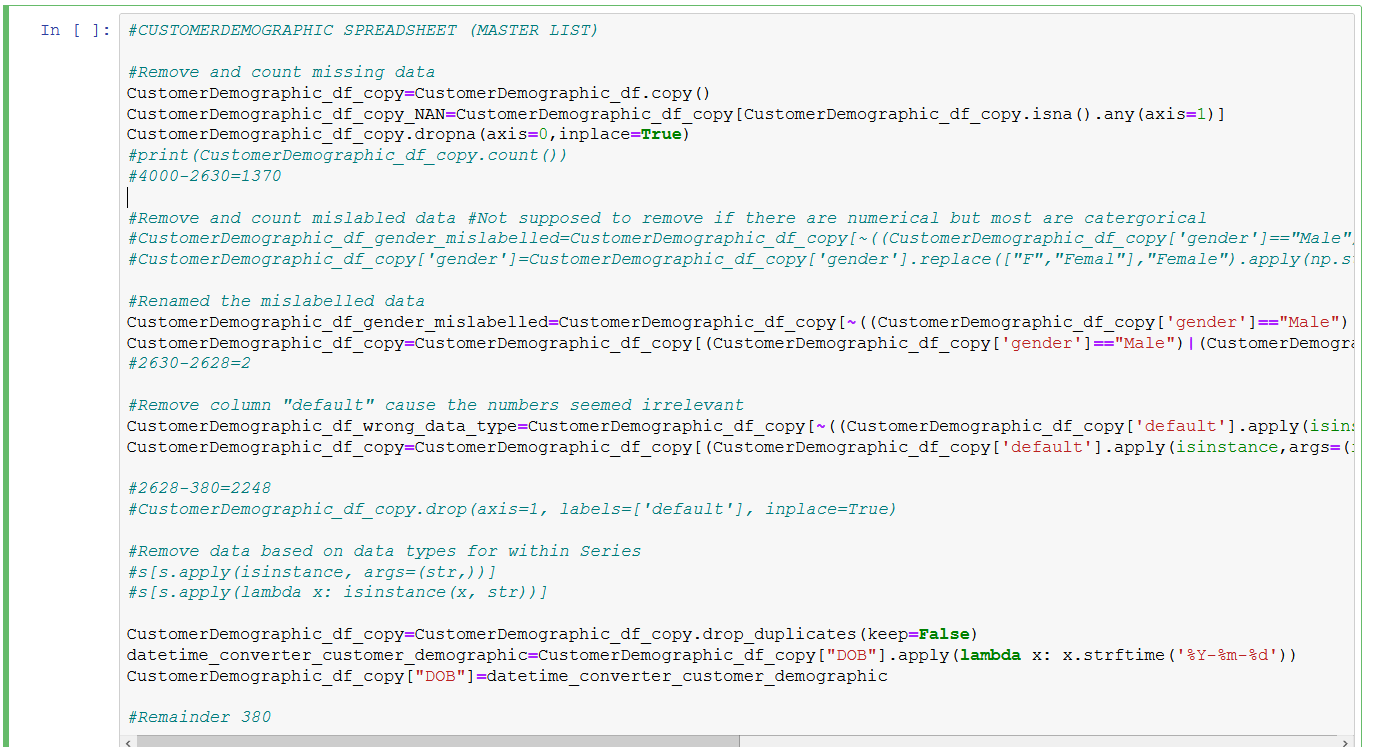 In [ ]:
#CUSTOMERDEMOGRAPHIC SPREADSHEET (MASTER LIST)
#Remove and count missing data
CustomerDemographic_df_copy=CustomerDemographic_df.copy()
CustomerDemographic_df_copy_NAN=CustomerDemographic_df_copy[CustomerDemographic_df_copy.isna().any(axis=1)]
CustomerDemographic_df_copy.dropna(axis=0,inplace=True)
#print(CustomerDemographic_df_copy.count())
#4000-2630=1370
#Remove and count mislabled data #Not supposed to remove if there are numerical but most are catergorical
#CustomerDemographic_df_gender_mislabelled=CustomerDemographic_df_copy[~((CustomerDemographic_df_copy['gender']=="Male")
#CustomerDemographic_df_copy['gender']=CustomerDemographic_df_copy['gender'].replace(["F","Femal"],"Female").apply(np.s
#Renamed the mislabelled data
CustomerDemographic_df_gender_mislabelled=CustomerDemographic_df_copy[~((CustomerDemographic_df_copy['gender']=="Male")
CustomerDemographic_df_copy=CustomerDemographic_df_copy[(CustomerDemographic_df_copy['gender']=="Male")|(CustomerDemogra
#2630-2628=2
#Remove column "default" cause the numbers seemed irrelevant
CustomerDemographic_df_wrong_data_type=CustomerDemographic_df_copy[~((CustomerDemographic_df_copy['default'].apply(isins
CustomerDemographic_df_copy=CustomerDemographic_df_copy[(CustomerDemographic_df_copy['default'].apply(isinstance,args=(
#2628-380=2248
#CustomerDemographic_df_copy.drop(axis=1, labels=['default'], inplace=True)
#Remove data based on data types for within Series
#s[s.apply(isinstance, args=(str,))]
#s[s.apply(lambda x: isinstance(x, str))]
CustomerDemographic_df_copy=CustomerDemographic_df_copy.drop_duplicates(keep=False)
datetime_converter_customer_demographic=CustomerDemographic_df_copy["DOB"].apply(lambda x: x.strftime('%Y-%m-%d'))
CustomerDemographic_df_copy["DOB"]=datetime_converter_customer_demographic
#Remainder 380